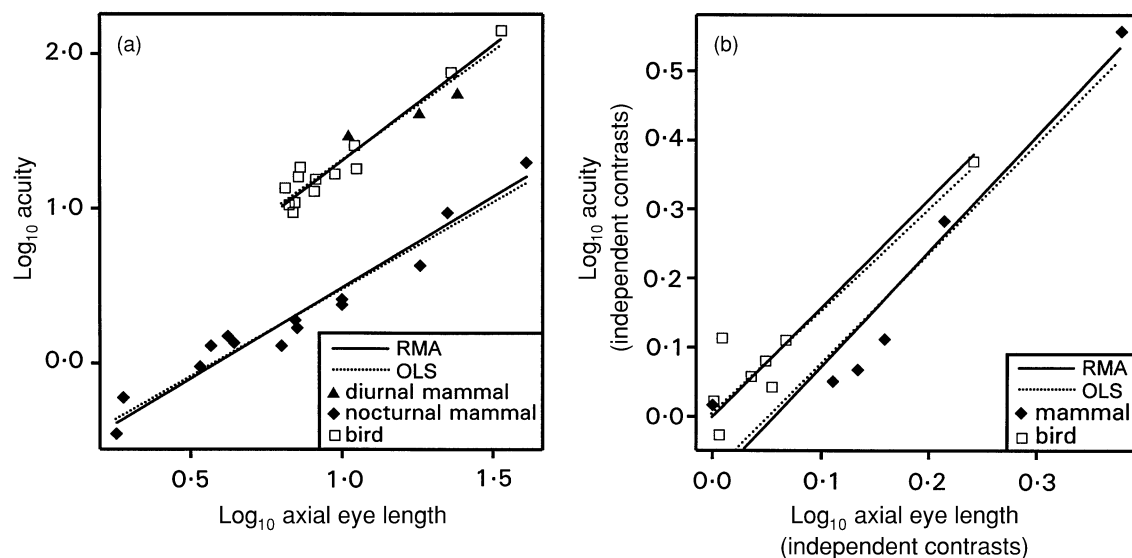 (a)
2·0
1·0
0·0
Log10 acuity
RMA
OLS
diurnal mammal
nocturnal mammal
bird
0·5
1·0
1·5
Log10 axial eye length
(b)
0·5
0·4
0·3
0·2
0·1
0·0
Log10 acuity
(independent contrasts)
RMA
OLS
mammal
bird
0·0
0·1
0·2
0·3
Log10 axial eye length
(independent contrasts)